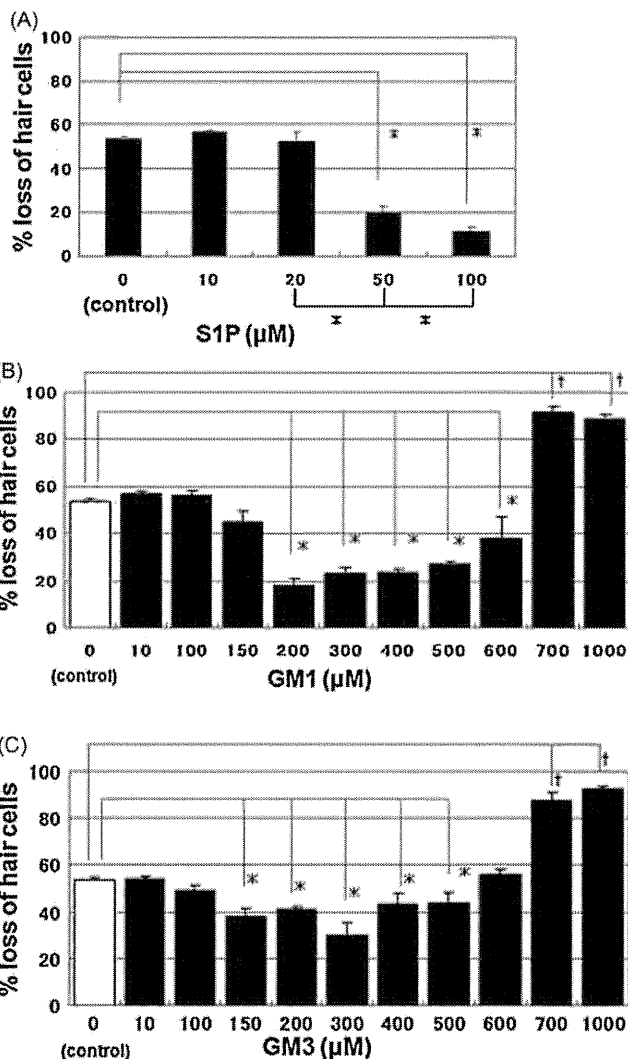 (A)
% loss of hair cells
100
80
60
40
20
0
* *
0 10 20 50 100
(control)
* *
S1P (μM)
(B)
% loss of hair cells
100
80
60
40
20
0
† †
* * * * *
0 10 100 150 200 300 400 500 600 700 1000
(control)
GM1 (μM)
(C)
% loss of hair cells
100
80
60
40
20
0
† †
* * * * *
0 10 100 150 200 300 400 500 600 700 1000
(control)
GM3 (μM)